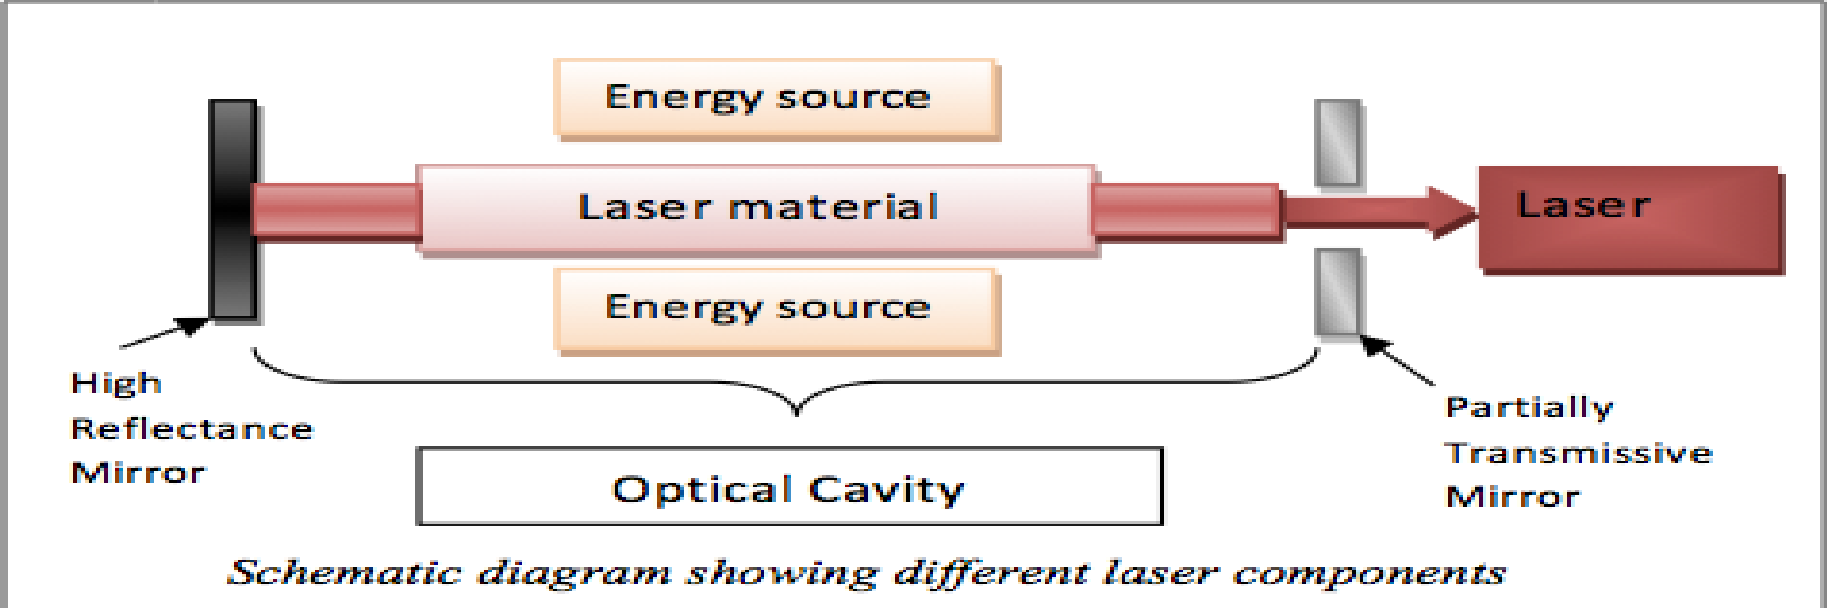 Energy source
Laser material
Laser
Energy source
High
Reflectance
Mirror
Partially
Transmissive
Mirror
Optical Cavity
Schematic diagram showing different laser components